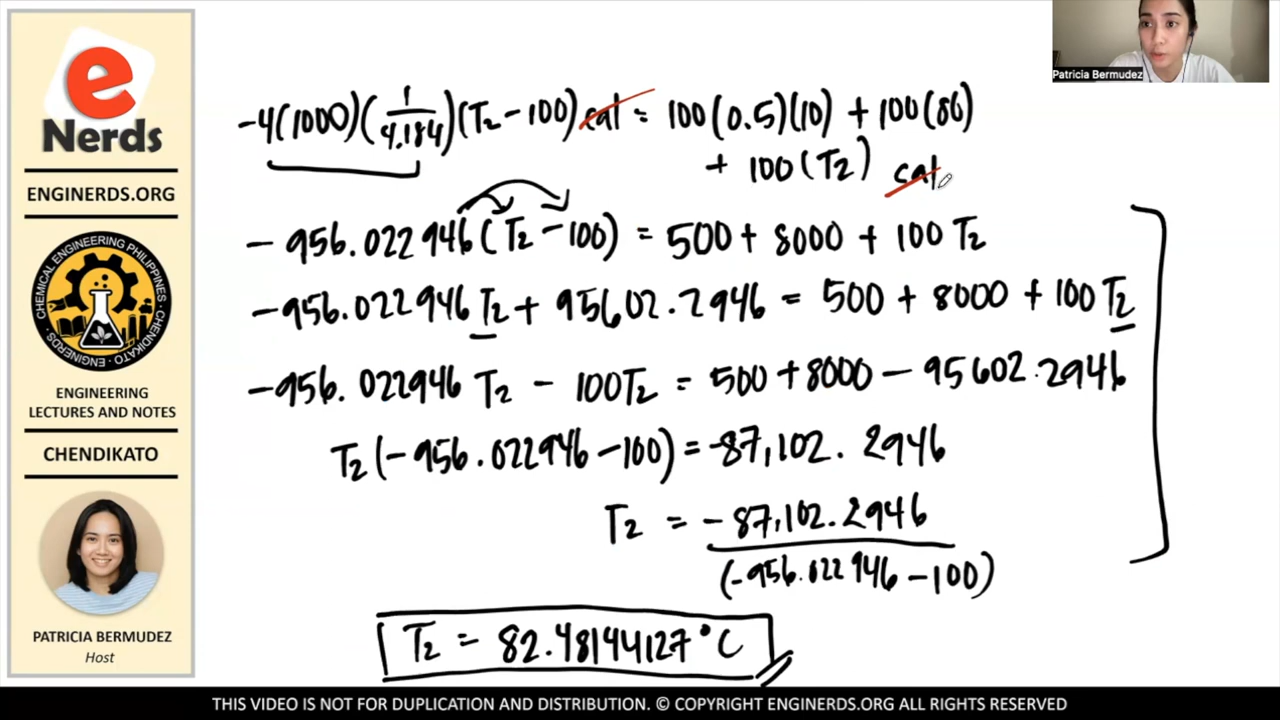 e
Nerds
ENGINERDS.ORG
CHEMICAL ENGINEERING PHILIPPINES
CHENDIKATO ENGINERDS.ORG
ENGINEERING
LECTURES AND NOTES
CHENDIKATO
PATRICIA BERMUDEZ
Host
Patricia Bermudez
-4(1000)(1/4.184)(T₂-100) cal = 100(0.5)(10) + 100(80)
+ 100(T₂) cal
- 956.022946(T₂-100) = 500 + 8000 + 100 T₂
-956.022946 T₂ + 95602.2946 = 500 + 8000 + 100 T₂
-956.022946 T₂ - 100T₂ = 500 + 8000 - 95602.2946
T₂(-956.022946-100) = -87,102.2946
T₂ = -87,102.2946
(-956.022946-100)
T₂ = 82.48144127°C
THIS VIDEO IS NOT FOR DUPLICATION AND DISTRIBUTION. © COPYRIGHT ENGINERDS.ORG ALL RIGHTS RESERVED